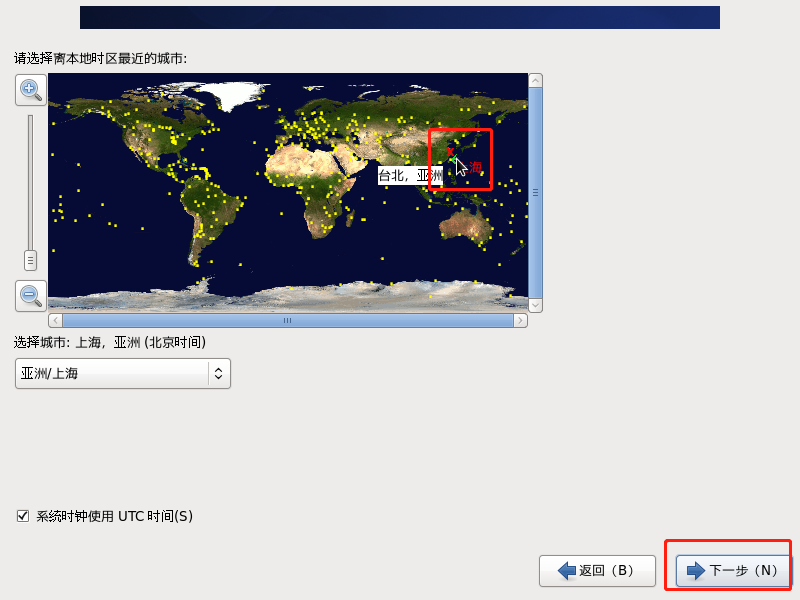 请选择离本地时区最近的城市:
海
台北，亚洲
选择城市: 上海，亚洲 (北京时间)
亚洲/上海
系统时钟使用 UTC 时间(S)
返回（B）
下一步（N）